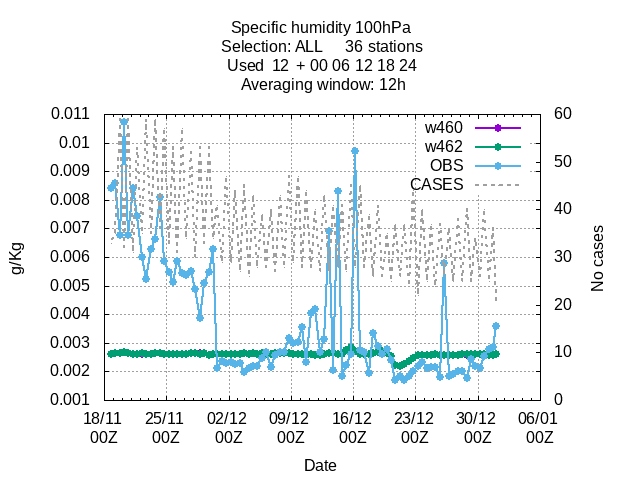 Specific humidity 100hPa
Selection: ALL     36 stations
Used  12  + 00 06 12 18 24
Averaging window: 12h
g/Kg
0.011
0.01
0.009
0.008
0.007
0.006
0.005
0.004
0.003
0.002
0.001
w460
w462
OBS
CASES
60
50
40
30
20
10
0
No cases
18/11 25/11 02/12 09/12 16/12 23/12 30/12 06/01
00Z 00Z 00Z 00Z 00Z 00Z 00Z 00Z
Date